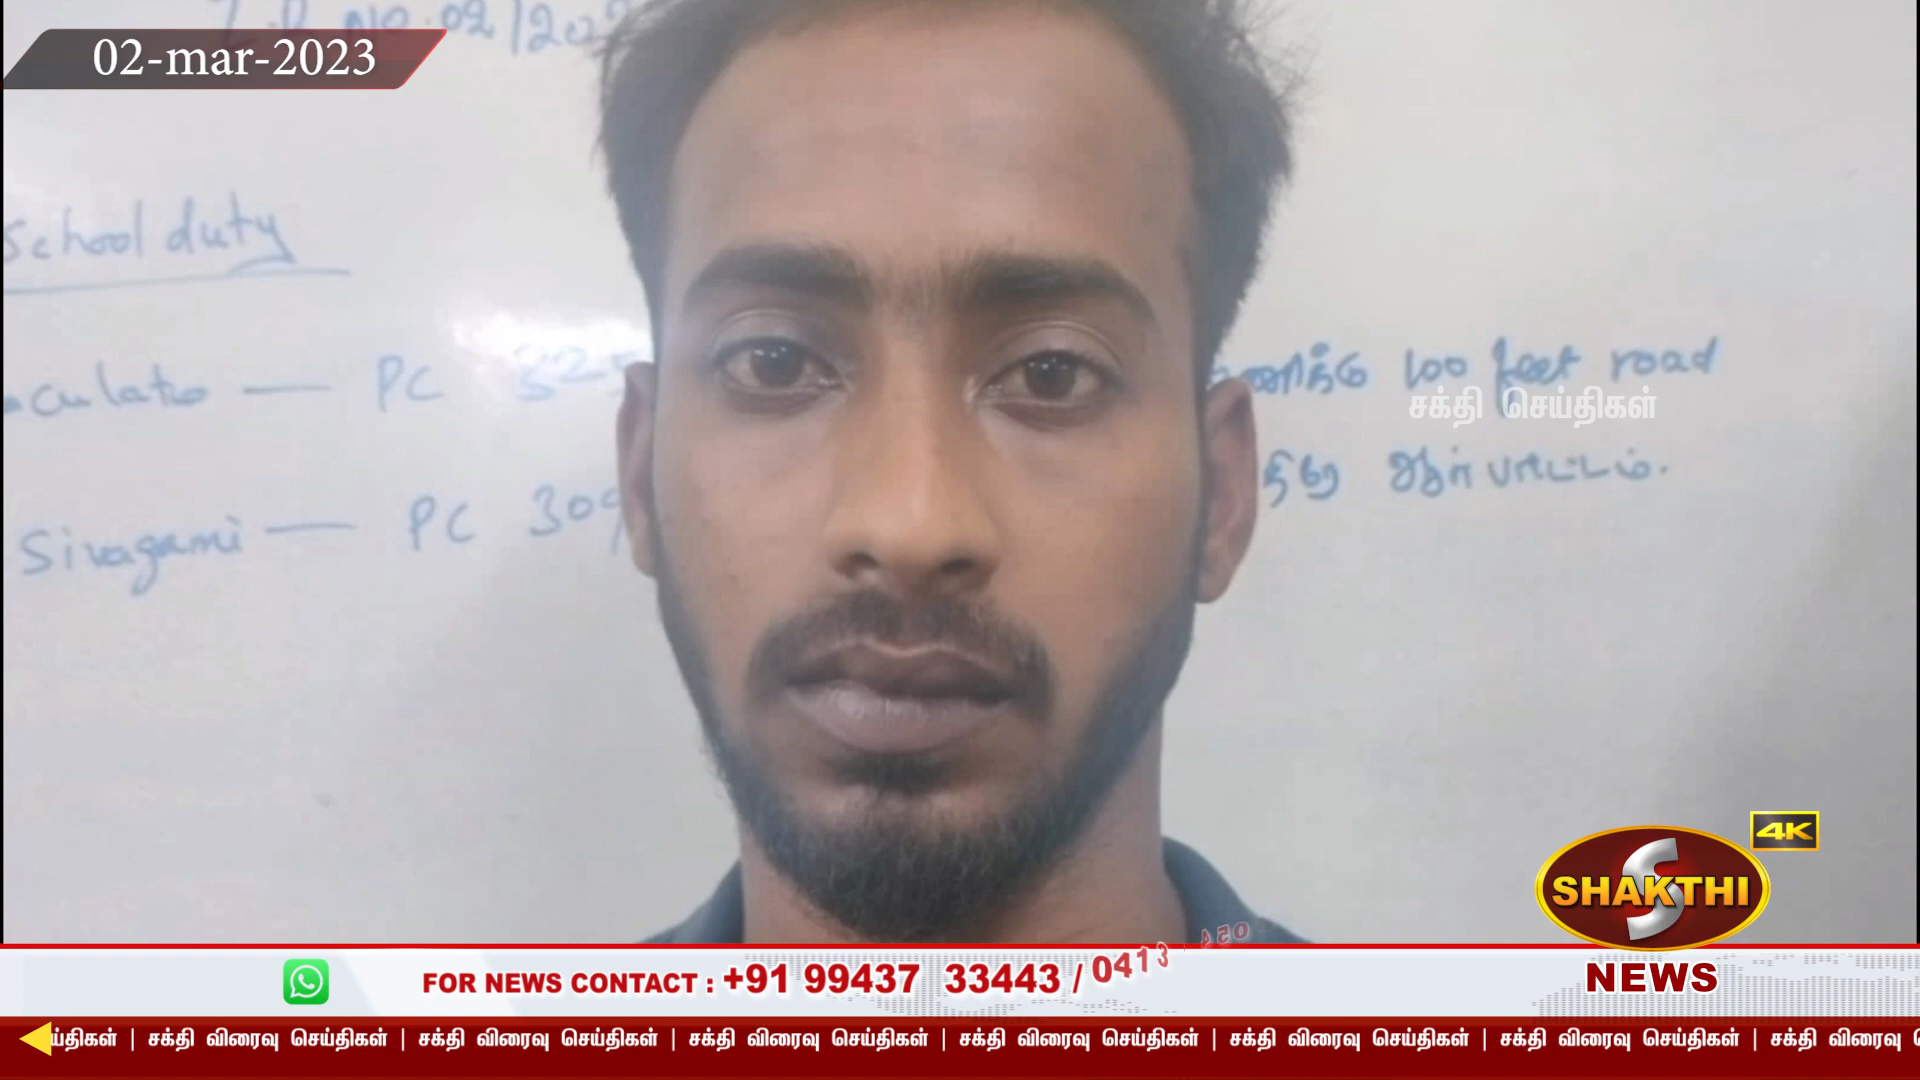 02-mar-2023
School duty
PC
Sivagami — PC 309
100 feet road
சக்தி செய்திகள்
ஆர்பாட்டம்.
4K
S
SHAKTHI
NEWS
FOR NEWS CONTACT : +91 99437 33443 / 0413
செய்திகள் | சக்தி விரைவு செய்திகள் | சக்தி விரைவு செய்திகள் | சக்தி விரைவு செய்திகள் | சக்தி விரைவு செய்திகள் | சக்தி விரைவு செய்திகள் | சக்தி விரைவு செய்திகள் | சக்தி விரைவு